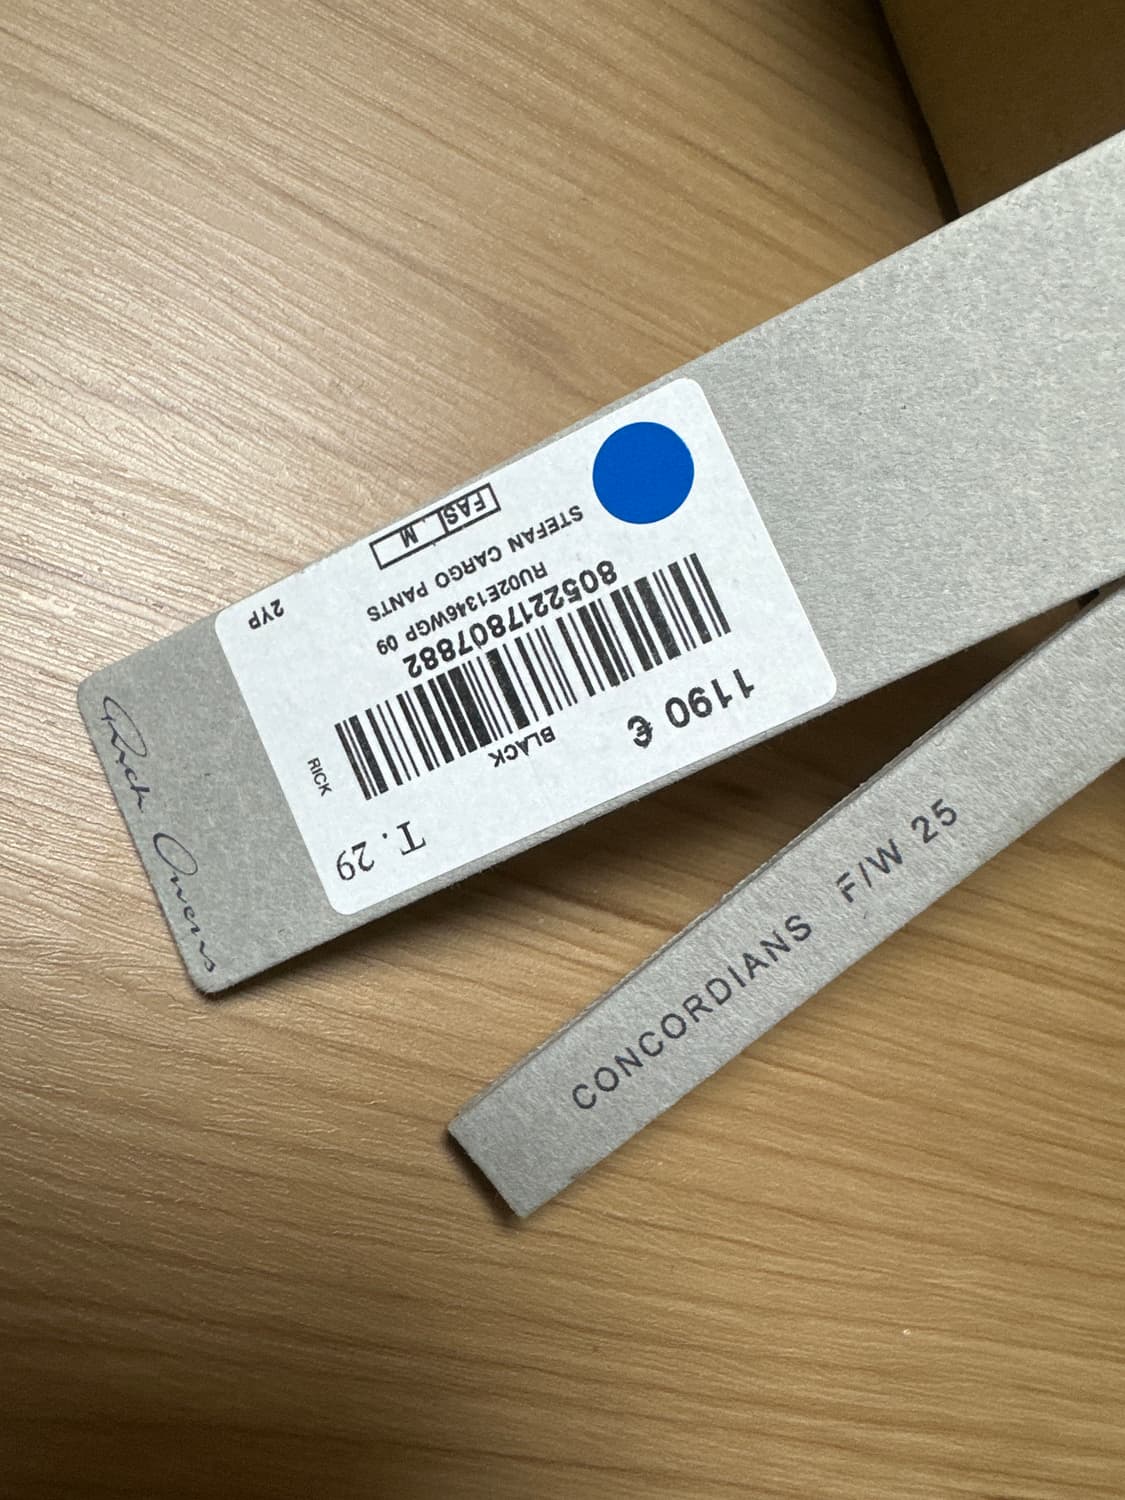 Rick Owens
2YP
FAS. M
STEFAN CARGO PANTS
RU02E1346WGP 09
8052217807882
BLACK
1190 €
RICK
T. 29
CONCORDIANS F/W 25